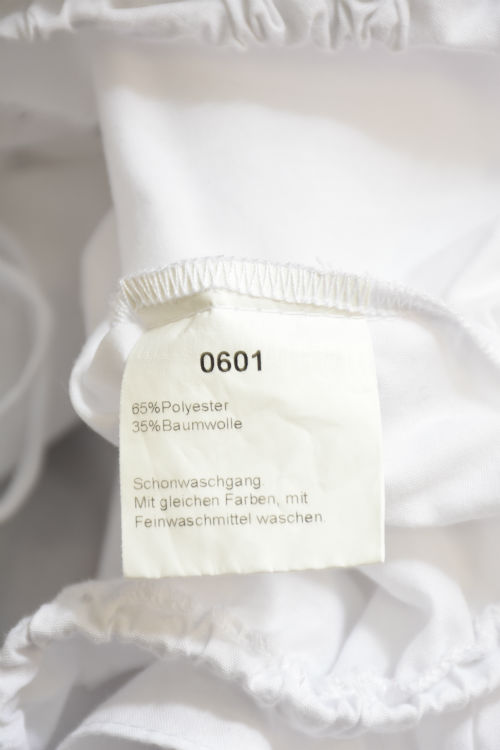 0601
65%Polyester
35%Baumwolle
Schonwaschgang.
Mit gleichen Farben, mit
Feinwaschmittel waschen.